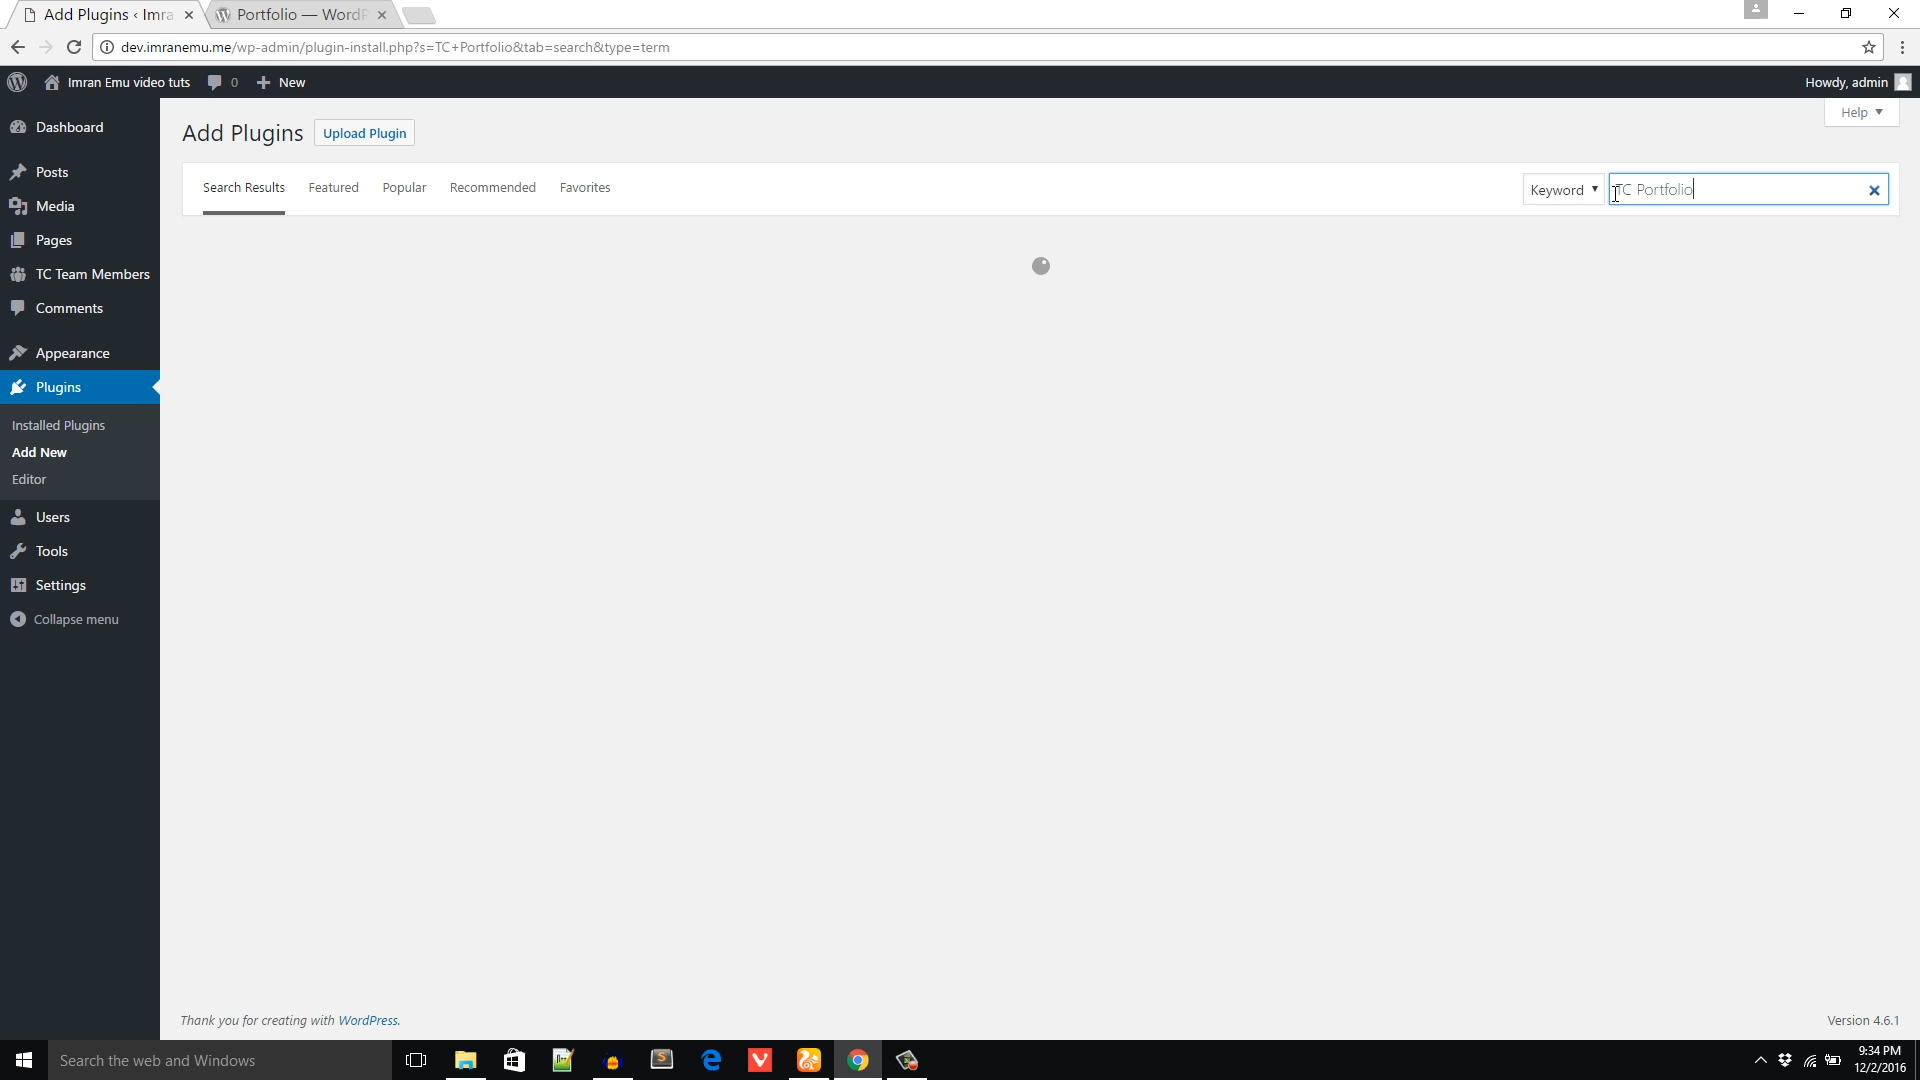 Add Plugins ‹ Imra
Portfolio — WordP
dev.imranemu.me/wp-admin/plugin-install.php?s=TC+Portfolio&tab=search&type=term
Imran Emu video tuts
0
New
Howdy, admin
Dashboard
Posts
Media
Pages
TC Team Members
Comments
Appearance
Plugins
Installed Plugins
Add New
Editor
Users
Tools
Settings
Collapse menu
Help
Add Plugins
Upload Plugin
Search Results
Featured
Popular
Recommended
Favorites
Keyword
TC Portfolio
Thank you for creating with WordPress.
Version 4.6.1
Search the web and Windows
9:34 PM
12/2/2016